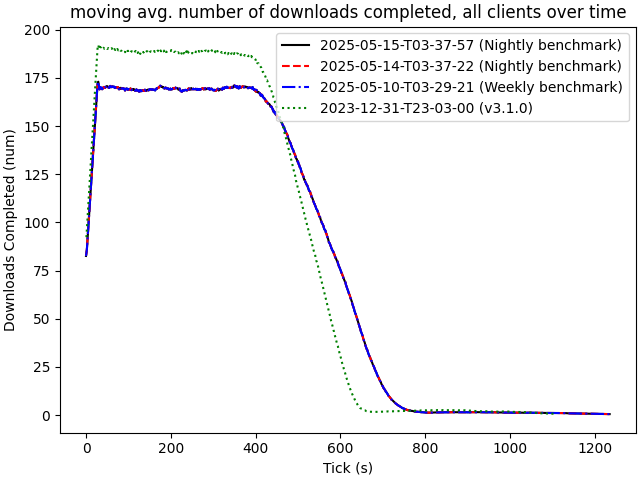 moving avg. number of downloads completed, all clients over time
2025-05-15-T03-37-57 (Nightly benchmark)
2025-05-14-T03-37-22 (Nightly benchmark)
2025-05-10-T03-29-21 (Weekly benchmark)
2023-12-31-T23-03-00 (v3.1.0)
Downloads Completed (num)
200
175
150
125
100
75
50
25
0
0 200 400 600 800 1000 1200
Tick (s)